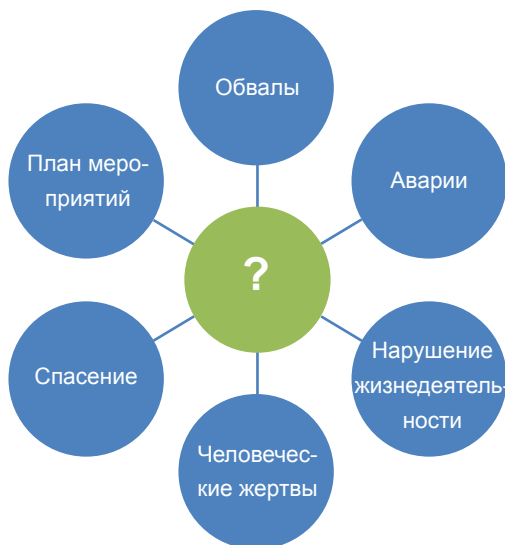 Обвалы
План меро-
приятий
Аварии
?
Спасение
Нарушение
жизнедеятель-
ности
Человечес-
кие жертвы